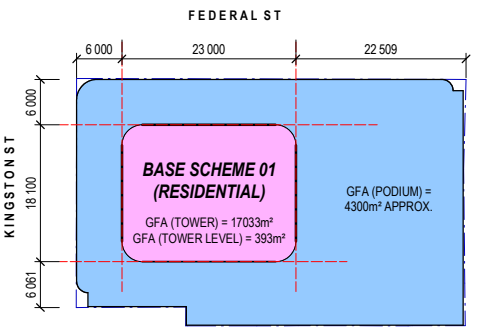 FEDERAL ST
6 000
23 000
22 509
6 000
18 100
6 061
KINGSTON ST
BASE SCHEME 01
(RESIDENTIAL)
GFA (TOWER) = 17033m²
GFA (TOWER LEVEL) = 393m²
GFA (PODIUM) =
4300m² APPROX.